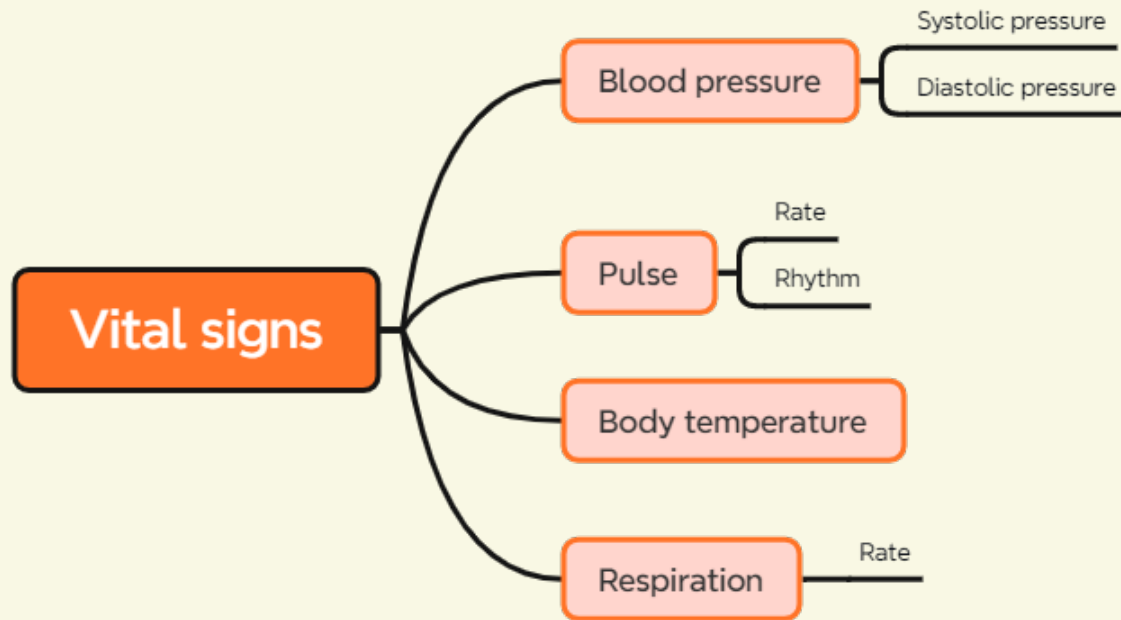 Vital signs
Blood pressure
Systolic pressure
Diastolic pressure
Pulse
Rate
Rhythm
Body temperature
Respiration
Rate